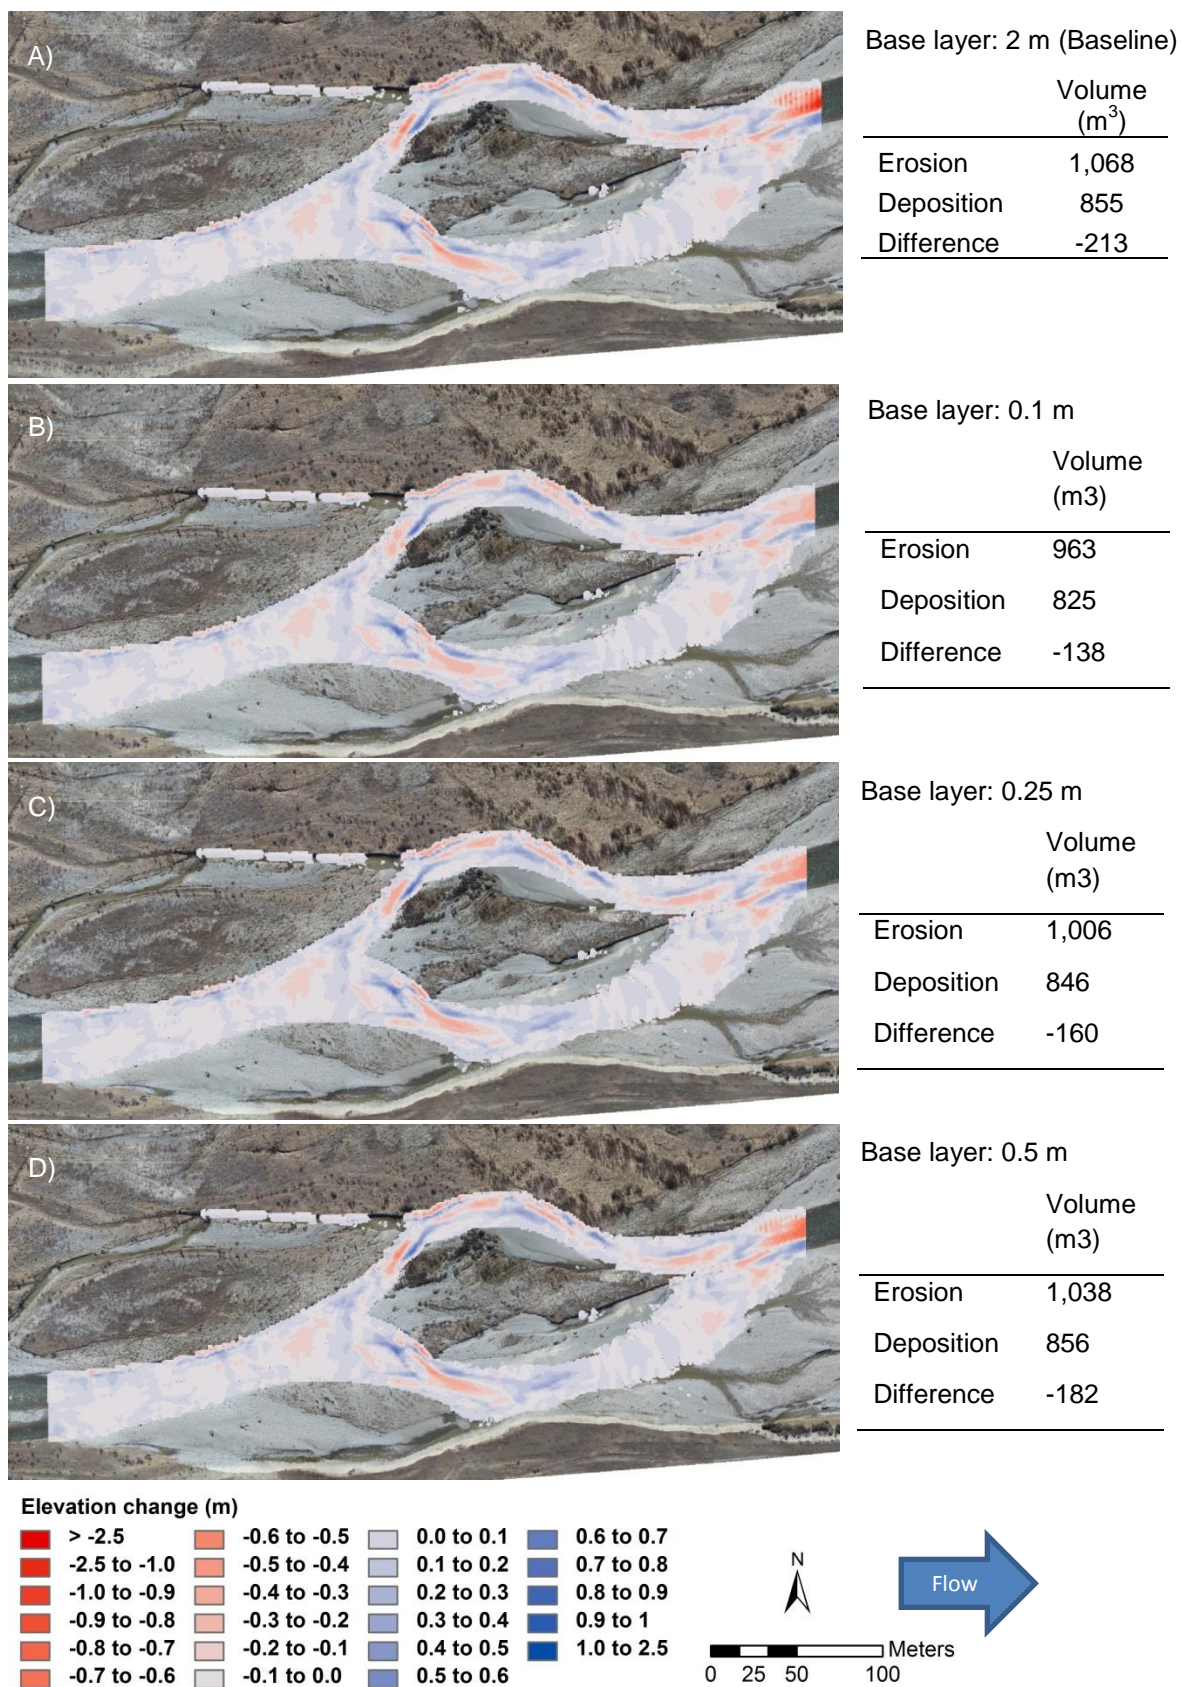 A)
Base layer: 2 m (Baseline)
Volume
(m3)
Erosion 1,068
Deposition 855
Difference -213
B)
Base layer: 0.1 m
Volume
(m3)
Erosion 963
Deposition 825
Difference -138
C)
Base layer: 0.25 m
Volume
(m3)
Erosion 1,006
Deposition 846
Difference -160
D)
Base layer: 0.5 m
Volume
(m3)
Erosion 1,038
Deposition 856
Difference -182
Elevation change (m)
> -2.5 -0.6 to -0.5 0.0 to 0.1 0.6 to 0.7
-2.5 to -1.0 -0.5 to -0.4 0.1 to 0.2 0.7 to 0.8
-1.0 to -0.9 -0.4 to -0.3 0.2 to 0.3 0.8 to 0.9
-0.9 to -0.8 -0.3 to -0.2 0.3 to 0.4 0.9 to 1
-0.8 to -0.7 -0.2 to -0.1 0.4 to 0.5 1.0 to 2.5
-0.7 to -0.6 -0.1 to 0.0 0.5 to 0.6
N
Flow
Meters
0 25 50 100